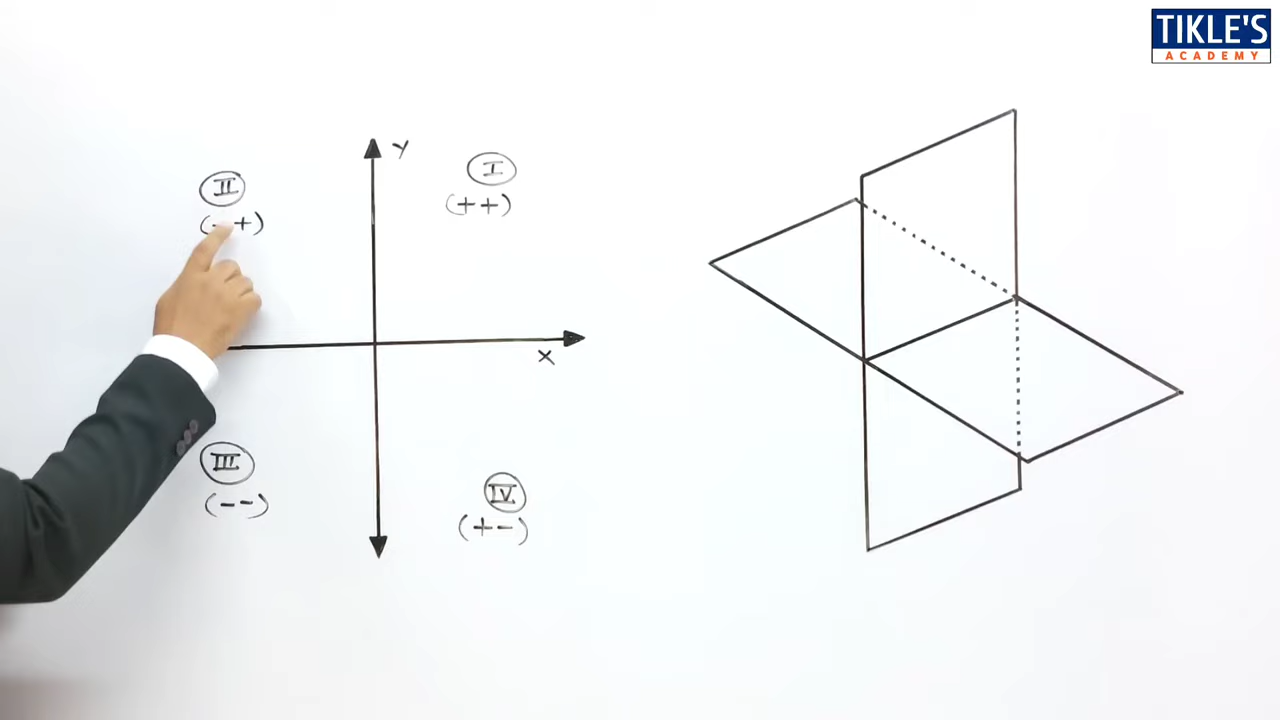 TIKLE'S
ACADEMY
Y
I
(++)
II
(-+)
X
III
(--)
IV
(+-)